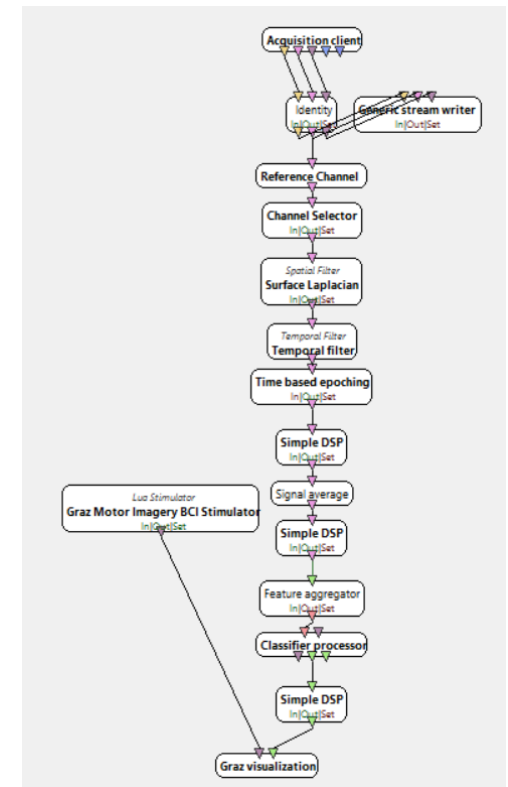 Acquisition client
Identity
In|Out|Set
Generic stream writer
In|Out|Set
Reference Channel
Channel Selector
In|Out|Set
Spatial Filter
Surface Laplacian
In|Out|Set
Temporal Filter
Temporal filter
Time based epoching
In|Out|Set
Simple DSP
In|Out|Set
Signal average
Lua Stimulator
Graz Motor Imagery BCI Stimulator
In|Out|Set
Simple DSP
In|Out|Set
Feature aggregator
In|Out|Set
Classifier processor
Simple DSP
In|Out|Set
Graz visualization